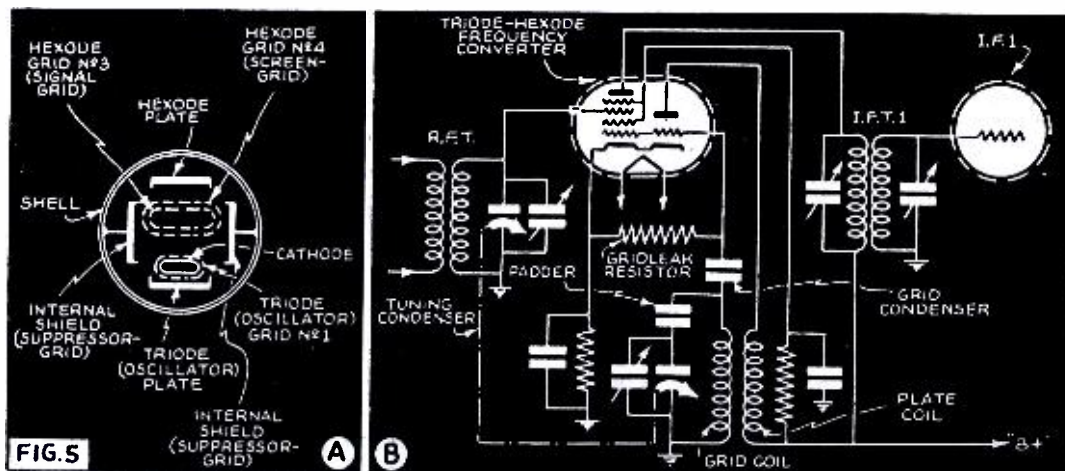 HEXODE
GRID Nº3
(SIGNAL
GRID)
HEXODE
GRID Nº4
(SCREEN-
GRID)
HEXODE
PLATE
SHELL
CATHODE
INTERNAL
SHIELD
(SUPPRESSOR-
GRID)
TRIODE
(OSCILLATOR)
PLATE
TRIODE
(OSCILLATOR)
GRID Nº1
INTERNAL
SHIELD
(SUPPRESSOR-
GRID)
FIG.5
A
B
TRIODE-HEXODE
FREQUENCY
CONVERTER
I.F.1
R.F.T.
I.F.T.1
GRIDLEAK
RESISTOR
PADDER
TUNING
CONDENSER
GRID
CONDENSER
PLATE
COIL
GRID COIL
"B+"